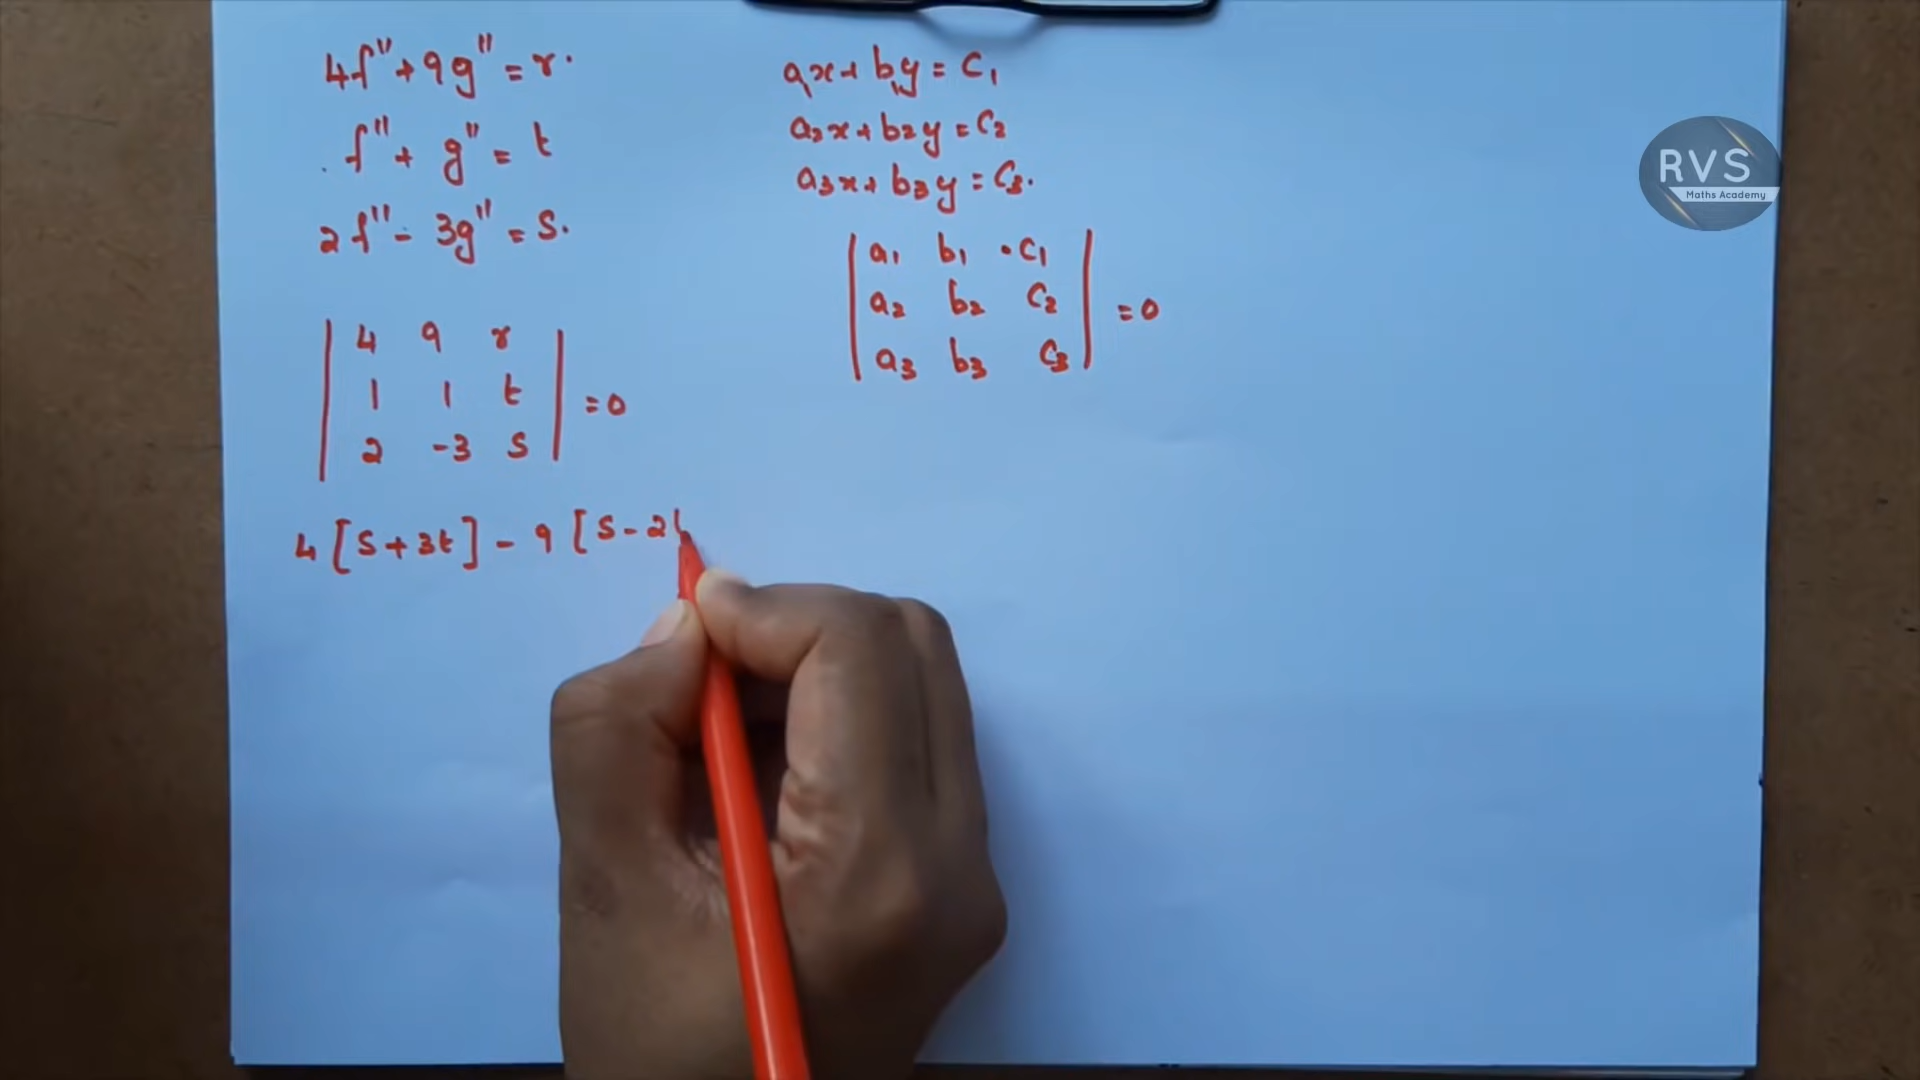 4f"+9g" = r.
f"+ g" = t
2f"- 3g" = S.
| 4 9 r |
| 1 1 t | =0
| 2 -3 S |
4[S+3t] - 9[S-2
a₁x+b₁y = C₁
a₂x+b₂y = C₂
a₃x+b₃y = C₃.
| a₁ b₁ C₁ |
| a₂ b₂ C₂ | =0
| a₃ b₃ C₃ |
RVS
Maths Academy